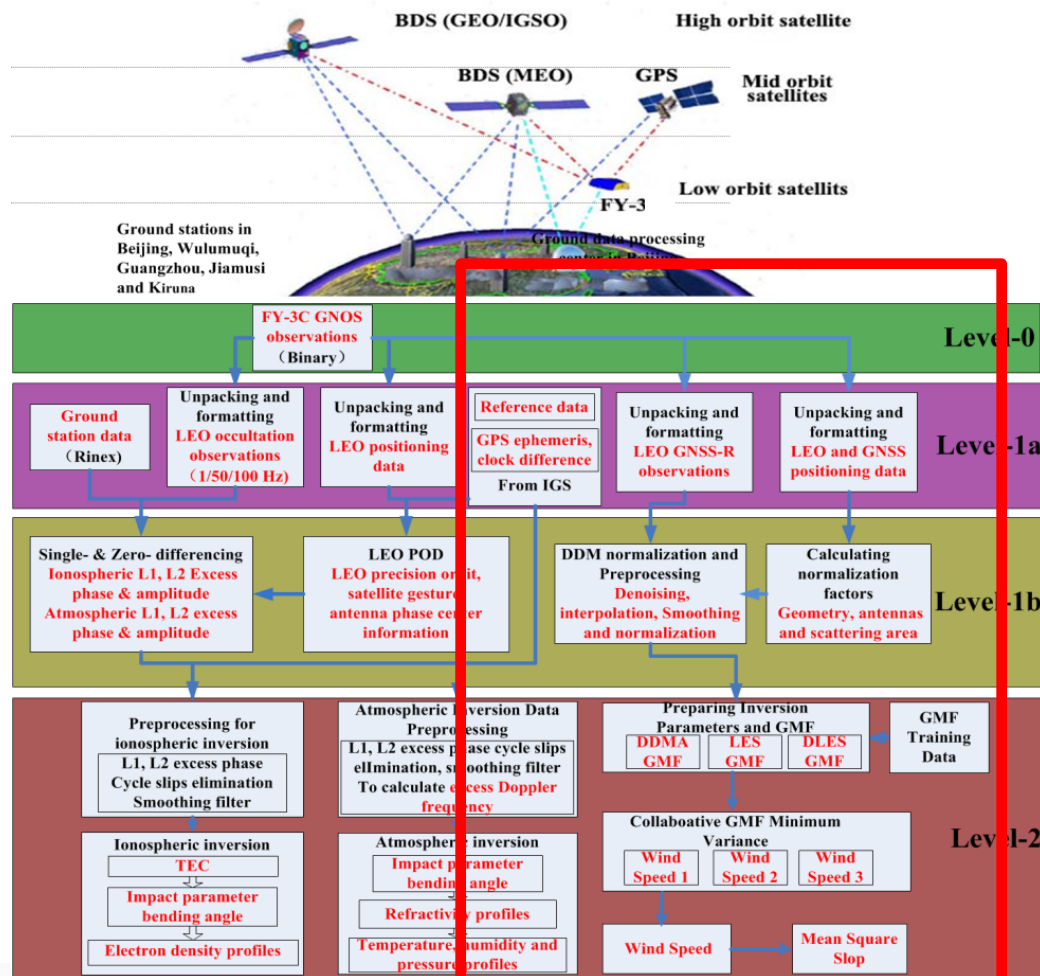 BDS (GEO/IGSO)
High orbit satellite
BDS (MEO)
GPS
Mid orbit
satellites
Low orbit satellits
FY-3
Ground stations in
Beijing, Wulumuqi,
Guangzhou, Jiamusi
and Kiruna
Ground data processing
center in Beijing
Level-0
FY-3C GNOS
observations
（Binary）
Level-1a
Ground
station data
（Rinex）
Unpacking and
formatting
LEO occultation
observations
（1/50/100 Hz)
Unpacking and
formatting
LEO positioning
data
Reference data
GPS ephemeris,
clock difference
From IGS
Unpacking and
formatting
LEO GNSS-R
observations
Unpacking and
formatting
LEO and GNSS
positioning data
Level-1b
Single- & Zero- differencing
Ionospheric L1, L2 Excess
phase & amplitude
Atmospheric L1, L2 excess
phase & amplitude
LEO POD
LEO precision orbit,
satellite gesture,
antenna phase center
information
DDM normalization and
Preprocessing
Denoising,
interpolation, Smoothing
and normalization
Calculating
normalization
factors
Geometry, antennas
and scattering area
Level-2
Preprocessing for
ionospheric inversion
L1, L2 excess phase
Cycle slips elimination
Smoothing filter
Atmospheric Inversion Data
Preprocessing
L1, L2 excess phase cycle slips
elImination, smoothing filter
To calculate excess Doppler
frequency
Preparing Inversion
Parameters and GMF
DDMA
GMF
LES
GMF
DLES
GMF
GMF
Training
Data
Ionospheric inversion
TEC
Impact parameter
bending angle
Electron density profiles
Atmospheric inversion
Impact parameter
bending angle
Refractivity profiles
Temperature, humidity and
pressure profiles
Collaboative GMF Minimum
Variance
Wind
Speed 1
Wind
Speed 2
Wind
Speed 3
Wind Speed
Mean Square
Slop